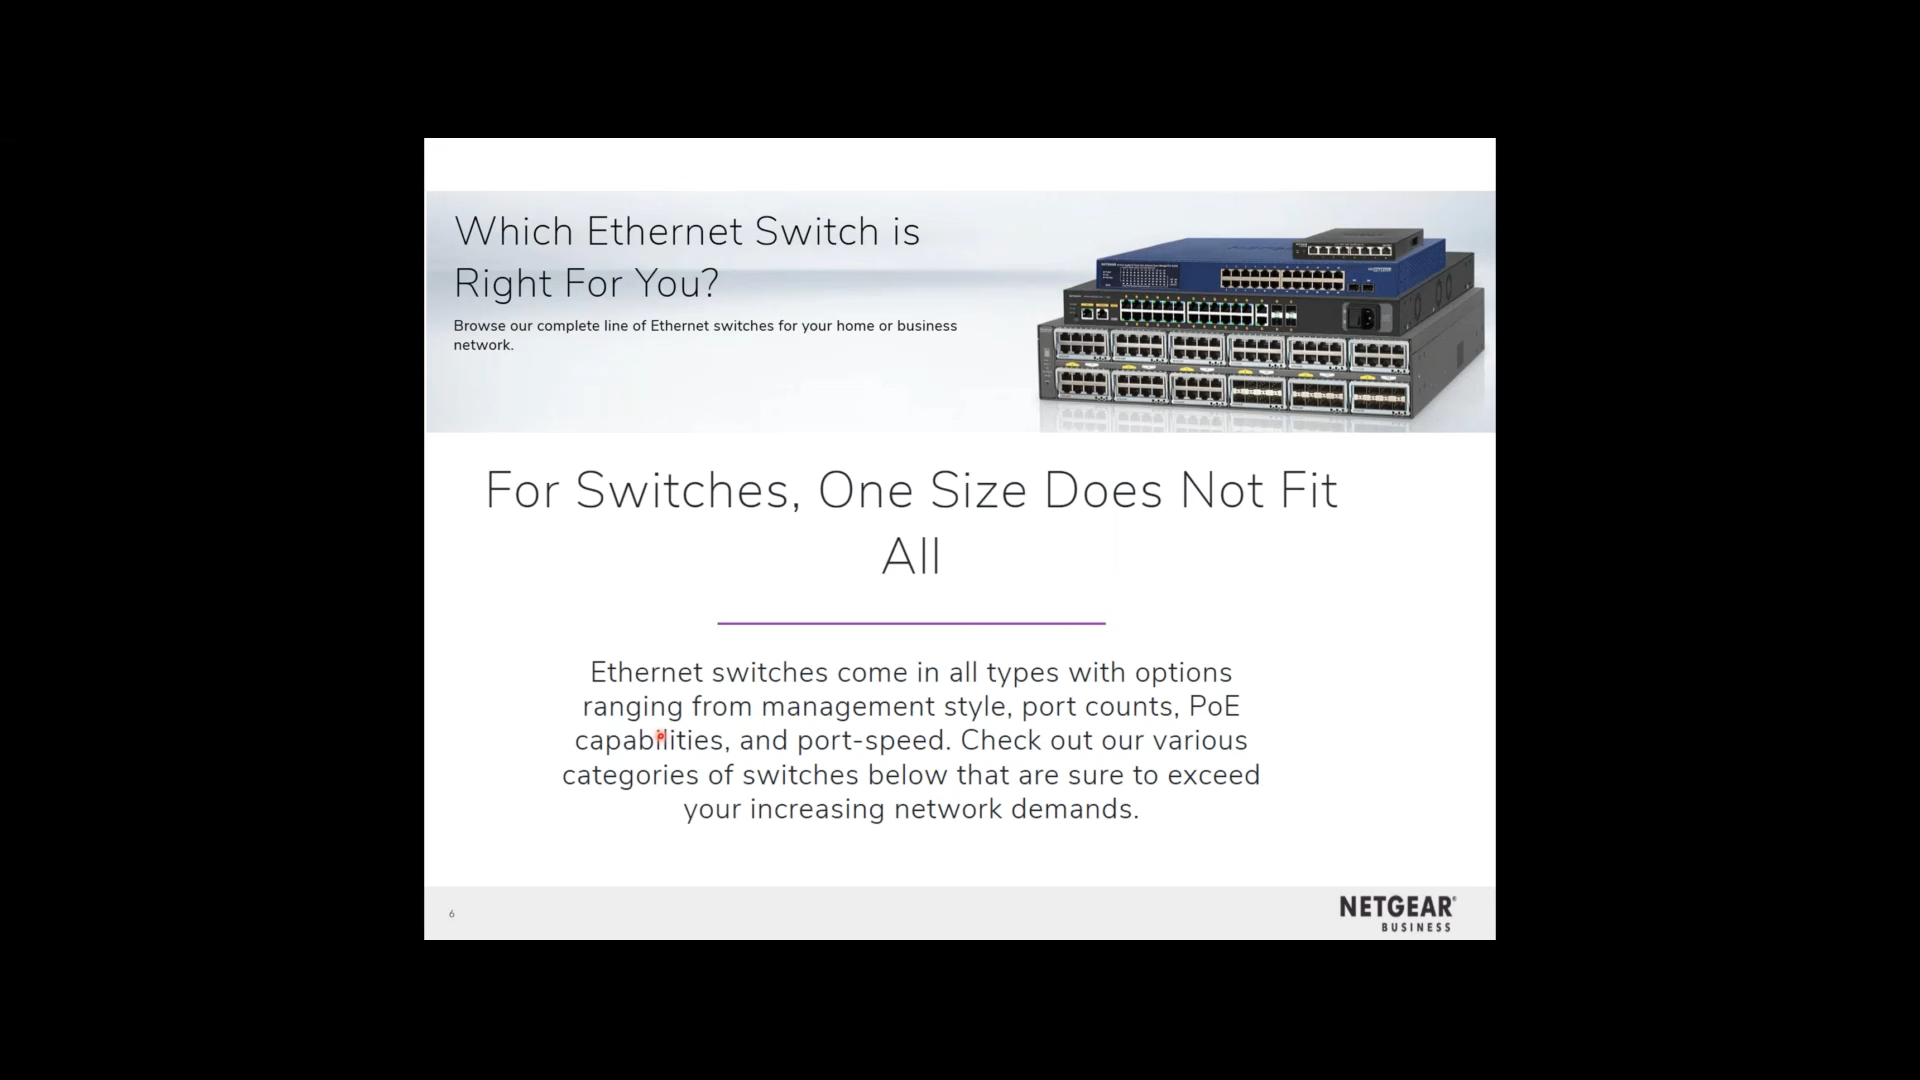 Which Ethernet Switch is
Right For You?
Browse our complete line of Ethernet switches for your home or business
network.
For Switches, One Size Does Not Fit
All
Ethernet switches come in all types with options
ranging from management style, port counts, PoE
capabilities, and port-speed. Check out our various
categories of switches below that are sure to exceed
your increasing network demands.
6
NETGEAR®
BUSINESS